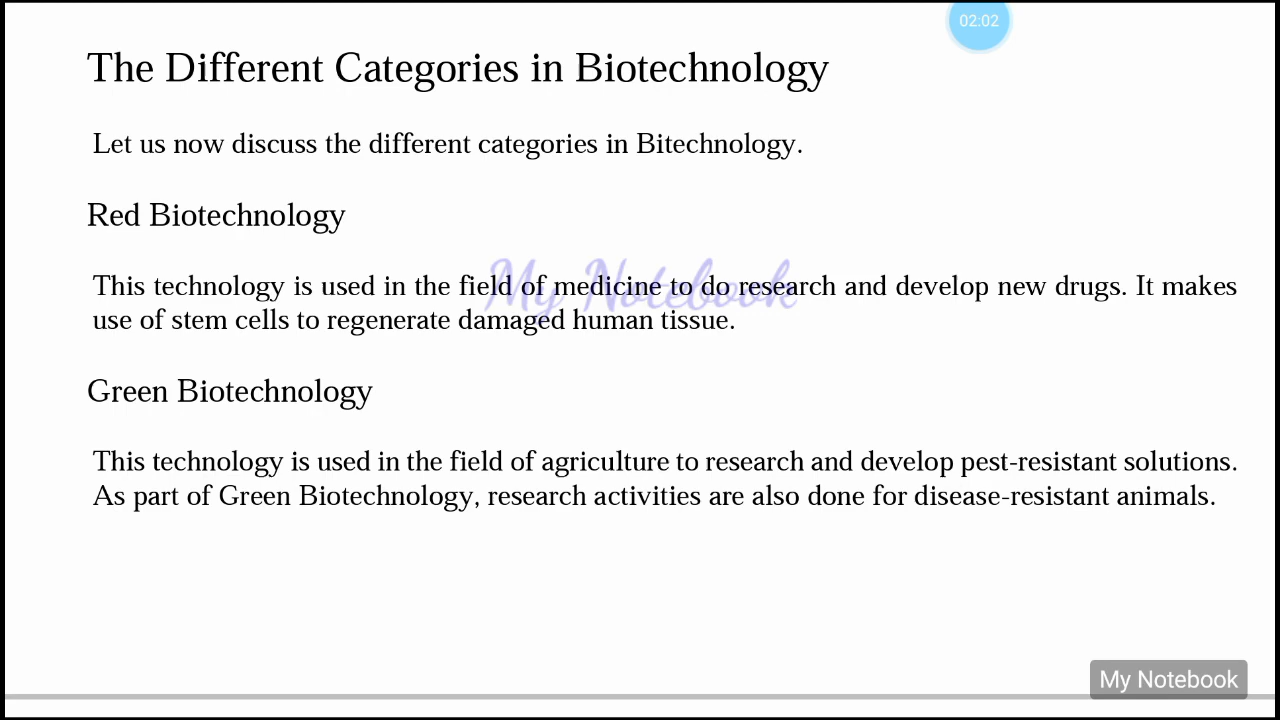 02:02
The Different Categories in Biotechnology
Let us now discuss the different categories in Bitechnology.
Red Biotechnology
My Notebook
This technology is used in the field of medicine to do research and develop new drugs. It makes
use of stem cells to regenerate damaged human tissue.
Green Biotechnology
This technology is used in the field of agriculture to research and develop pest-resistant solutions.
As part of Green Biotechnology, research activities are also done for disease-resistant animals.
My Notebook